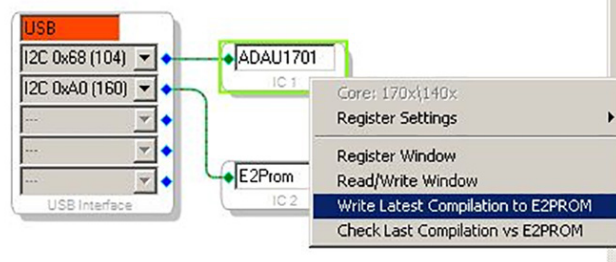 USB
I2C 0x68 (104)
I2C 0xA0 (160)
---
---
---
USB Interface
ADAU1701
IC 1
E2Prom
IC 2
Core: 170x\140x
Register Settings
Register Window
Read/Write Window
Write Latest Compilation to E2PROM
Check Last Compilation vs E2PROM